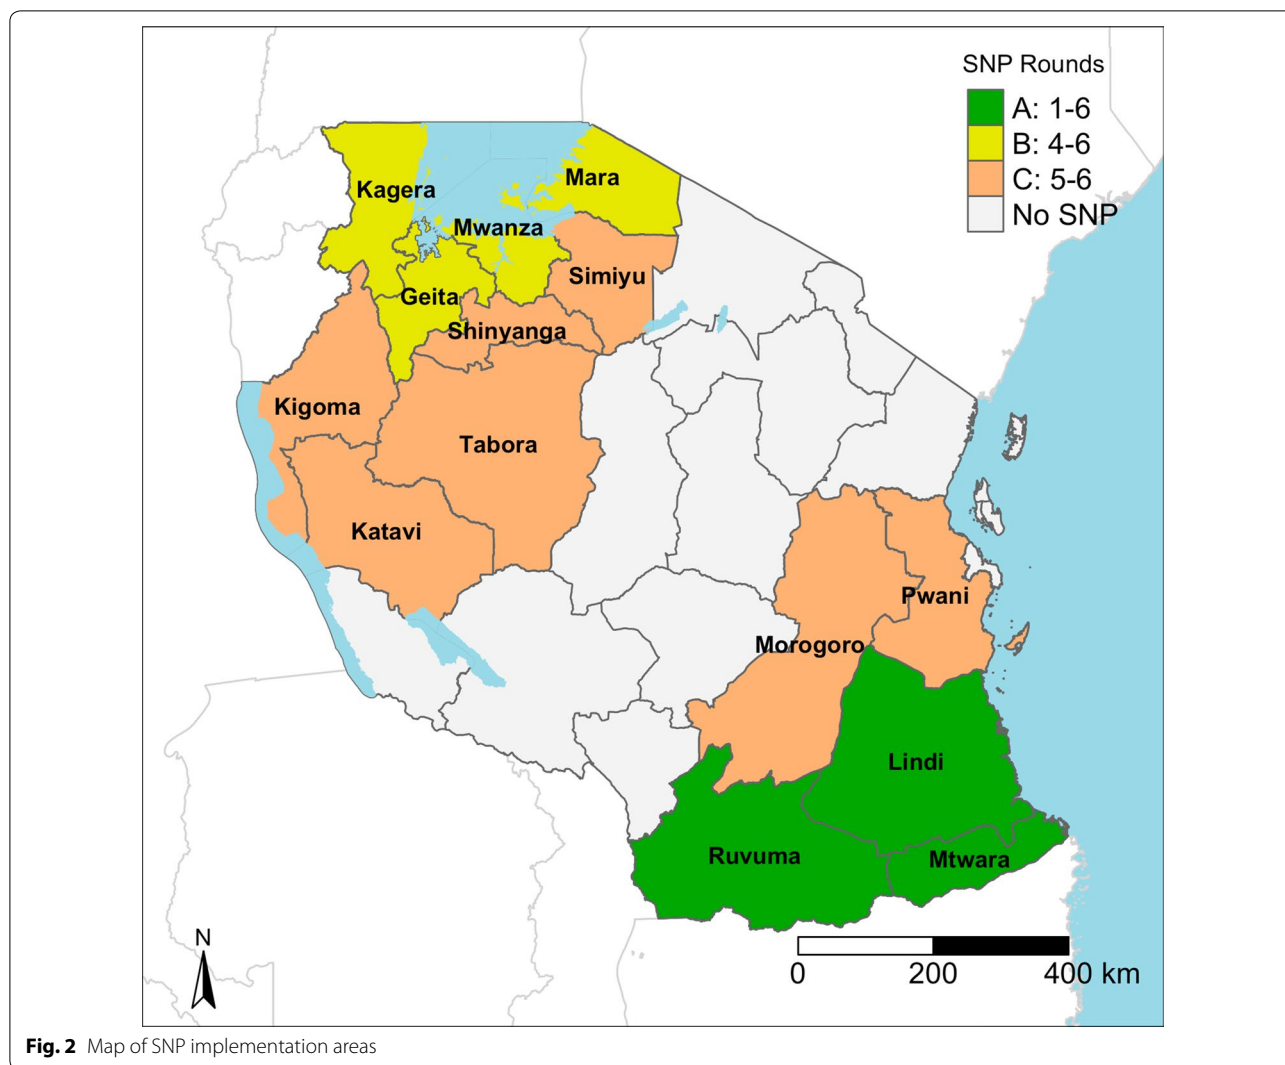 SNP Rounds
A: 1-6
B: 4-6
C: 5-6
No SNP
Kagera
Mara
Mwanza
Simiyu
Geita
Shinyanga
Kigoma
Tabora
Katavi
Pwani
Morogoro
Lindi
Ruvuma
Mtwara
N
0 200 400 km
Fig. 2 Map of SNP implementation areas